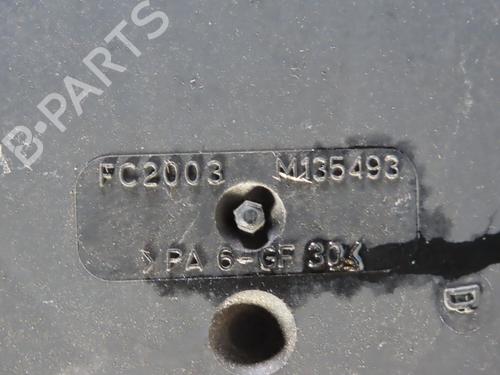 B-PARTS
FC2003 M135493
>PA 6-GF 30<
D